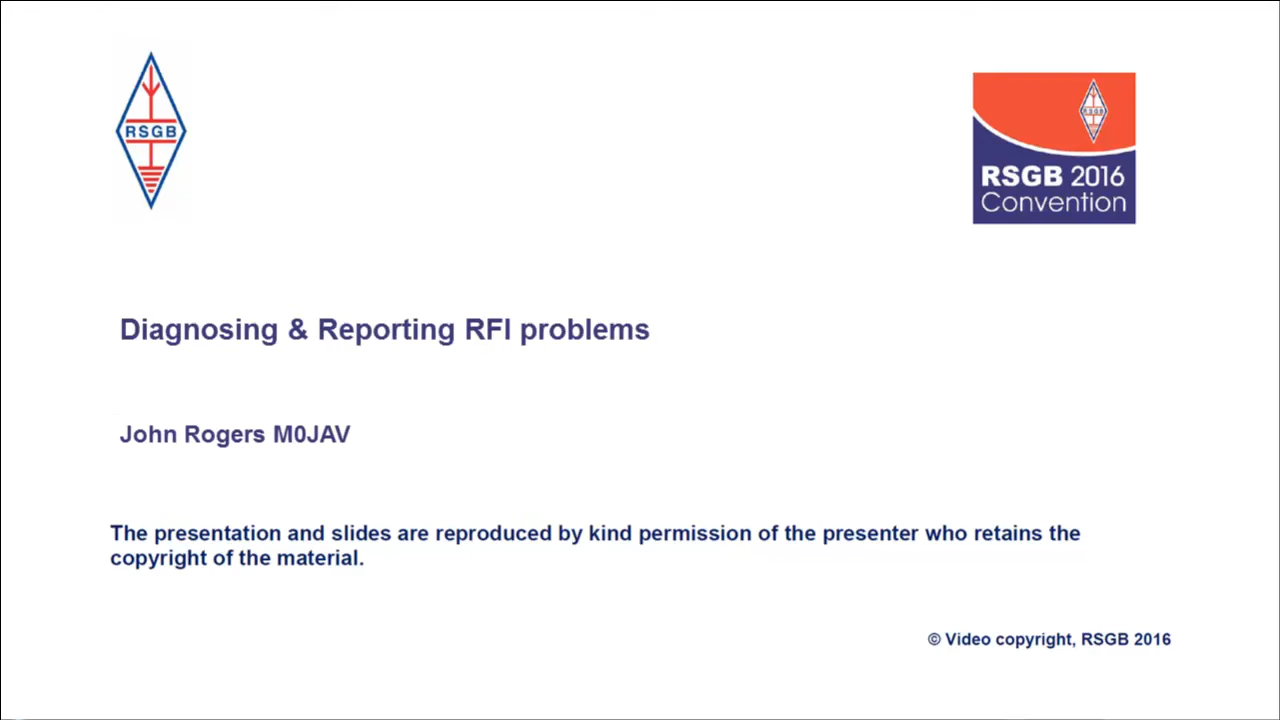 RSGB
RSGB
RSGB 2016
Convention
Diagnosing & Reporting RFI problems
John Rogers M0JAV
The presentation and slides are reproduced by kind permission of the presenter who retains the
copyright of the material.
© Video copyright, RSGB 2016